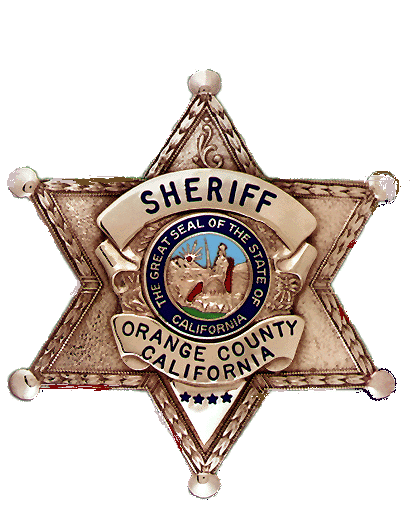 SHERIFF
THE GREAT SEAL OF THE STATE OF
CALIFORNIA
ORANGE COUNTY
CALIFORNIA